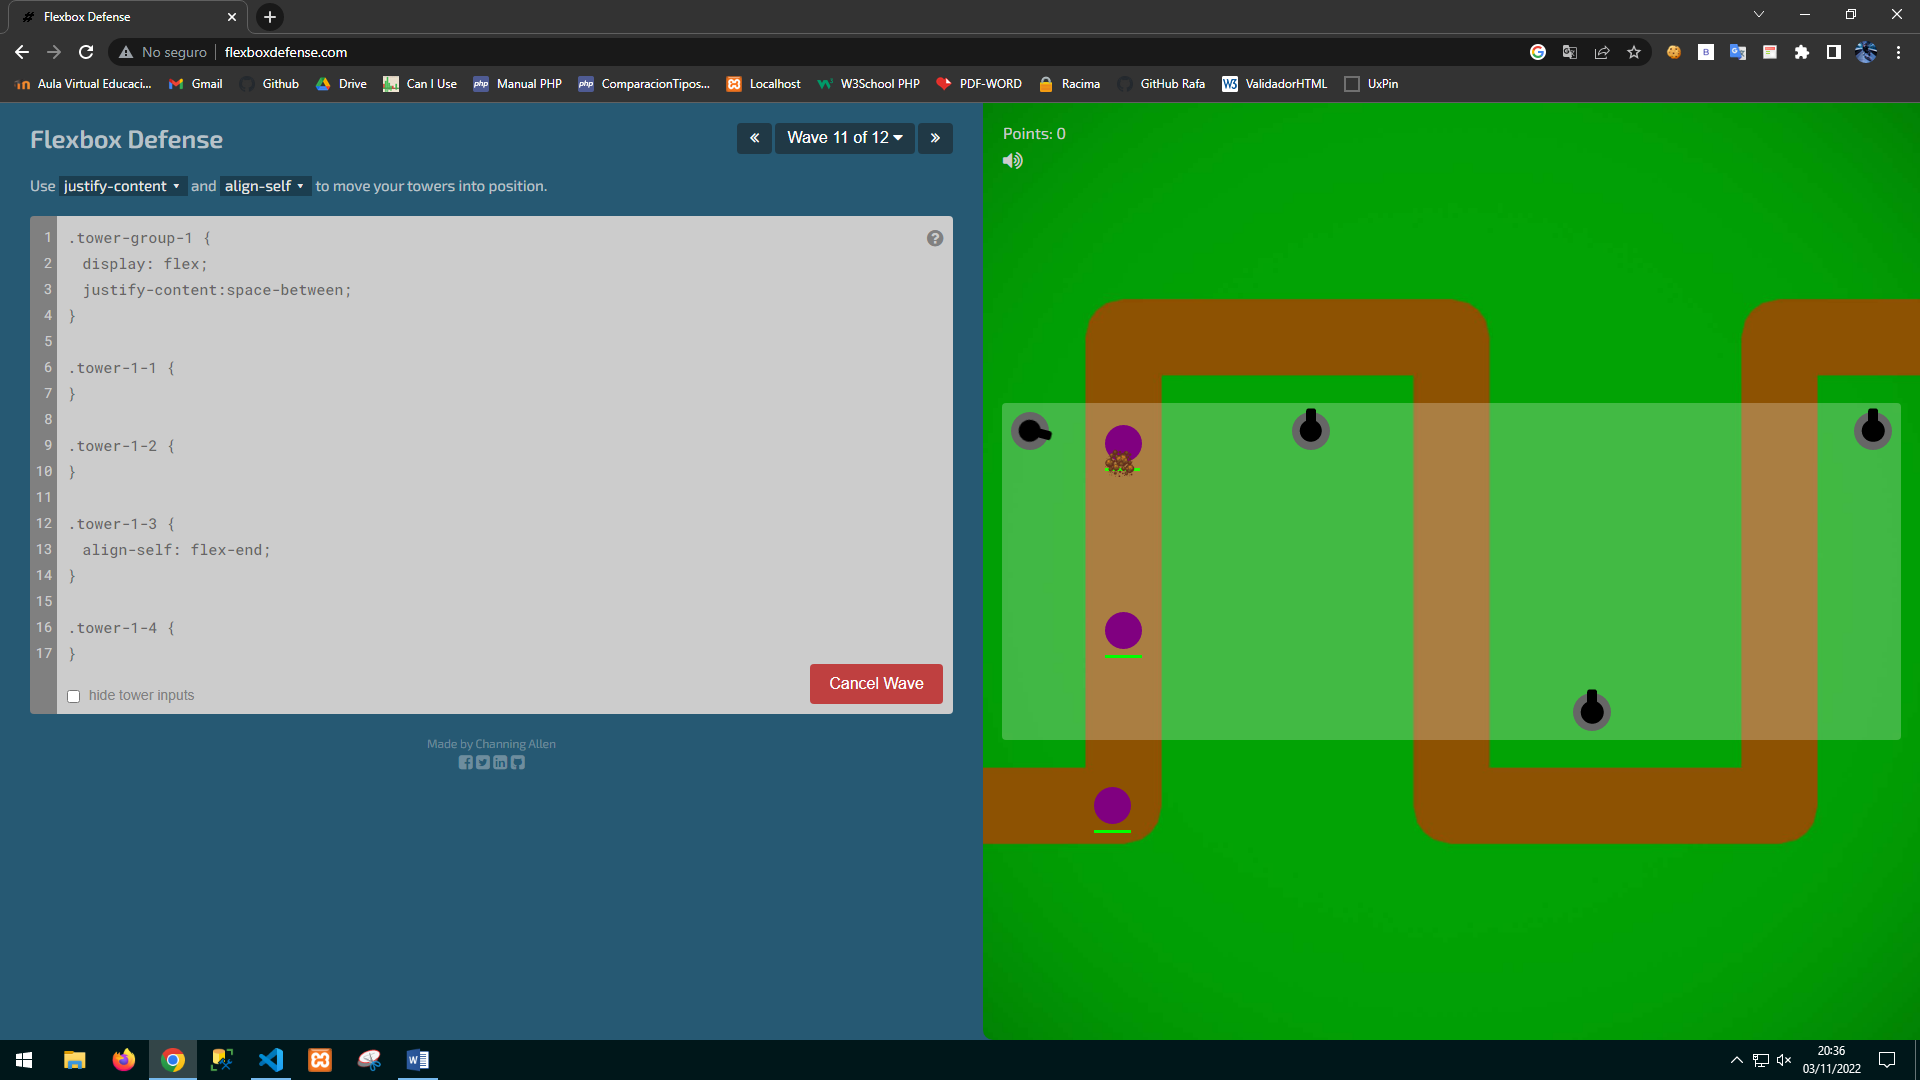 Flexbox Defense
No seguro
flexboxdefense.com
Aula Virtual Educaci...
Gmail
Github
Drive
Can I Use
php
Manual PHP
php
ComparacionTipos...
Localhost
W3School PHP
PDF-WORD
Racima
GitHub Rafa
W3
ValidadorHTML
UxPin
Flexbox Defense
«
Wave 11 of 12
»
Use justify-content and align-self to move your towers into position.
1 .tower-group-1 {
2 display: flex;
3 justify-content:space-between;
4 }
5
6 .tower-1-1 {
7 }
8
9 .tower-1-2 {
10 }
11
12 .tower-1-3 {
13 align-self: flex-end;
14 }
15
16 .tower-1-4 {
17 }
?
hide tower inputs
Cancel Wave
Made by Channing Allen
Points: 0
20:36
03/11/2022